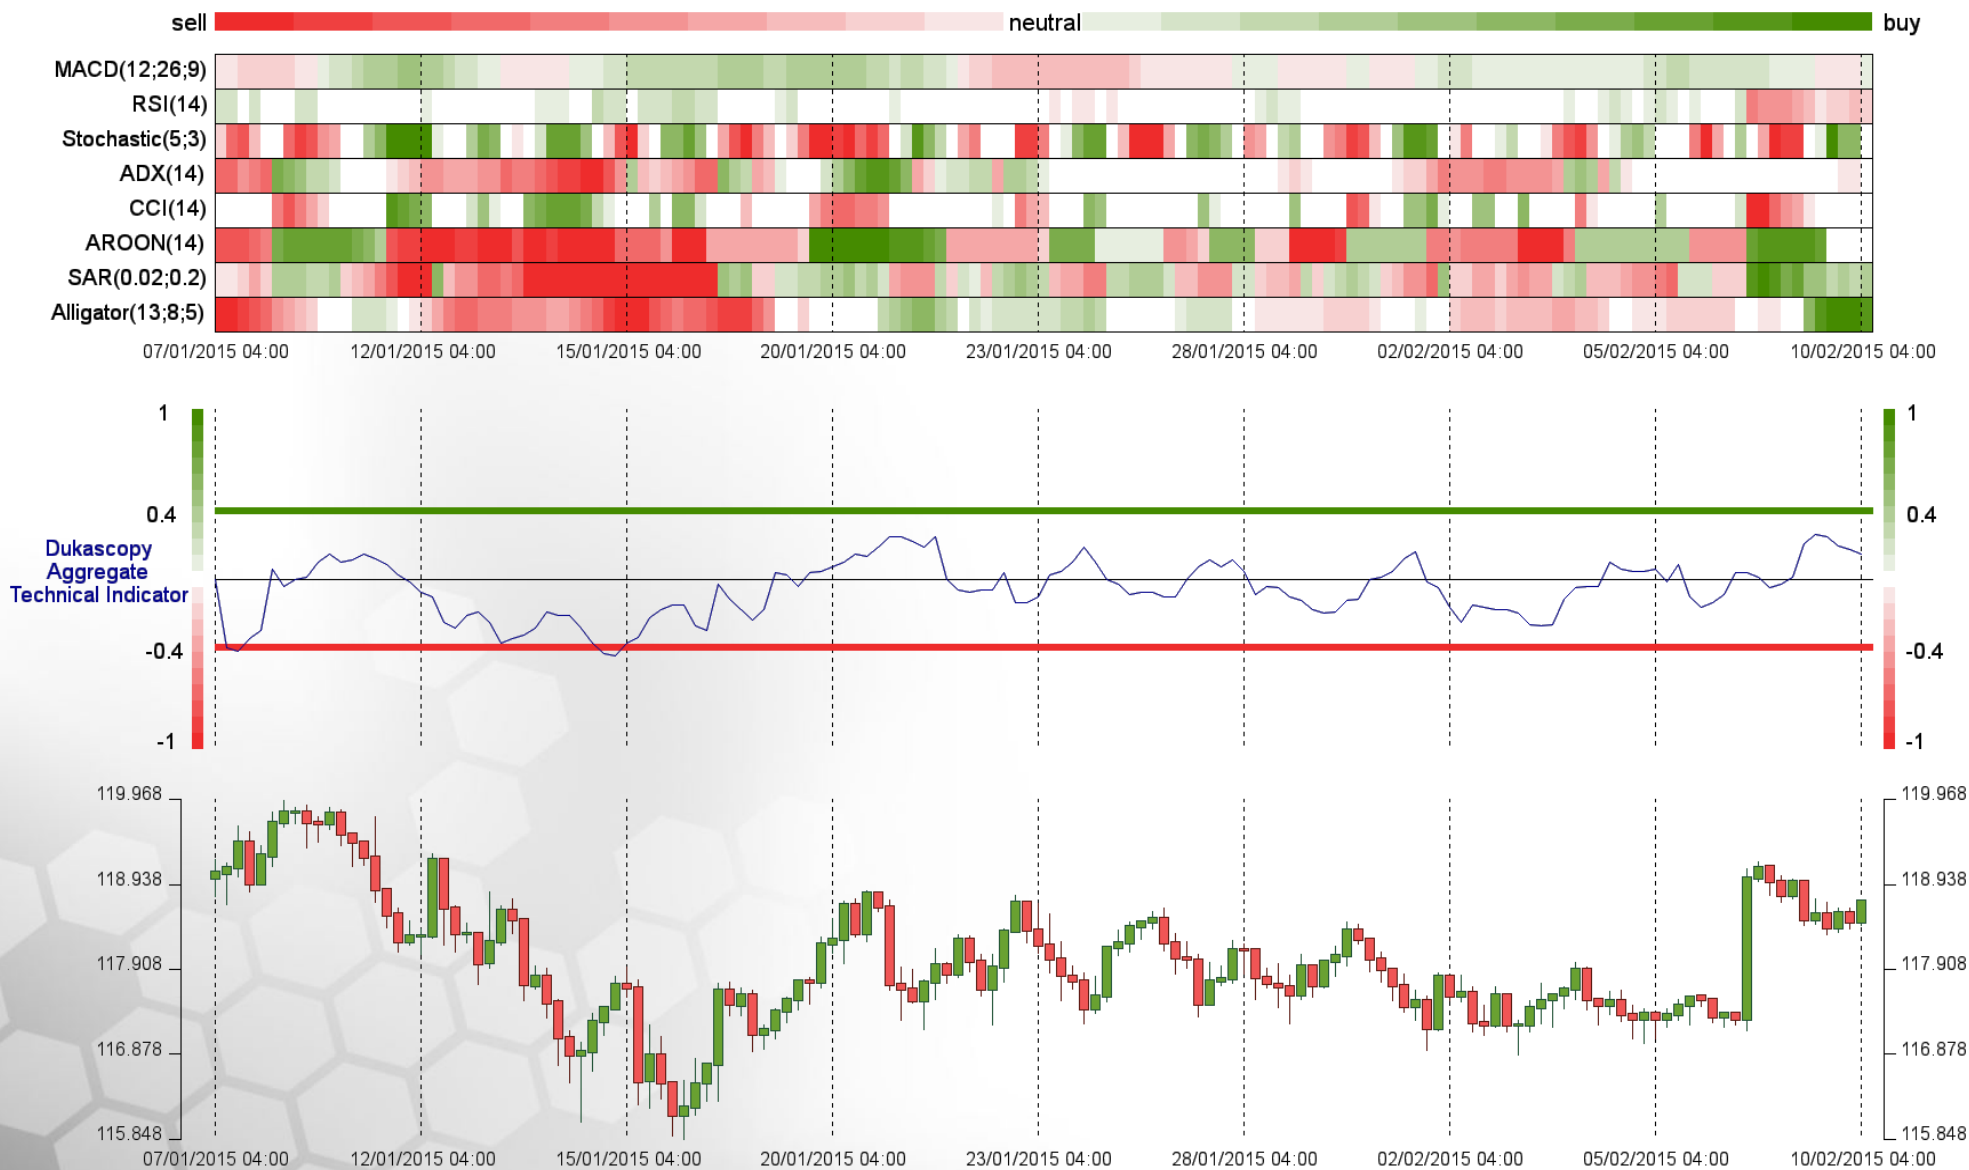 sell neutral buy
MACD(12;26;9)
RSI(14)
Stochastic(5;3)
ADX(14)
CCI(14)
AROON(14)
SAR(0.02;0.2)
Alligator(13;8;5)
07/01/2015 04:00 12/01/2015 04:00 15/01/2015 04:00 20/01/2015 04:00 23/01/2015 04:00 28/01/2015 04:00 02/02/2015 04:00 05/02/2015 04:00 10/02/2015 04:00
1 1
0.4 0.4
Dukascopy
Aggregate
Technical Indicator
-0.4 -0.4
-1 -1
119.968 119.968
118.938 118.938
117.908 117.908
116.878 116.878
115.848 115.848
07/01/2015 04:00 12/01/2015 04:00 15/01/2015 04:00 20/01/2015 04:00 23/01/2015 04:00 28/01/2015 04:00 02/02/2015 04:00 05/02/2015 04:00 10/02/2015 04:00